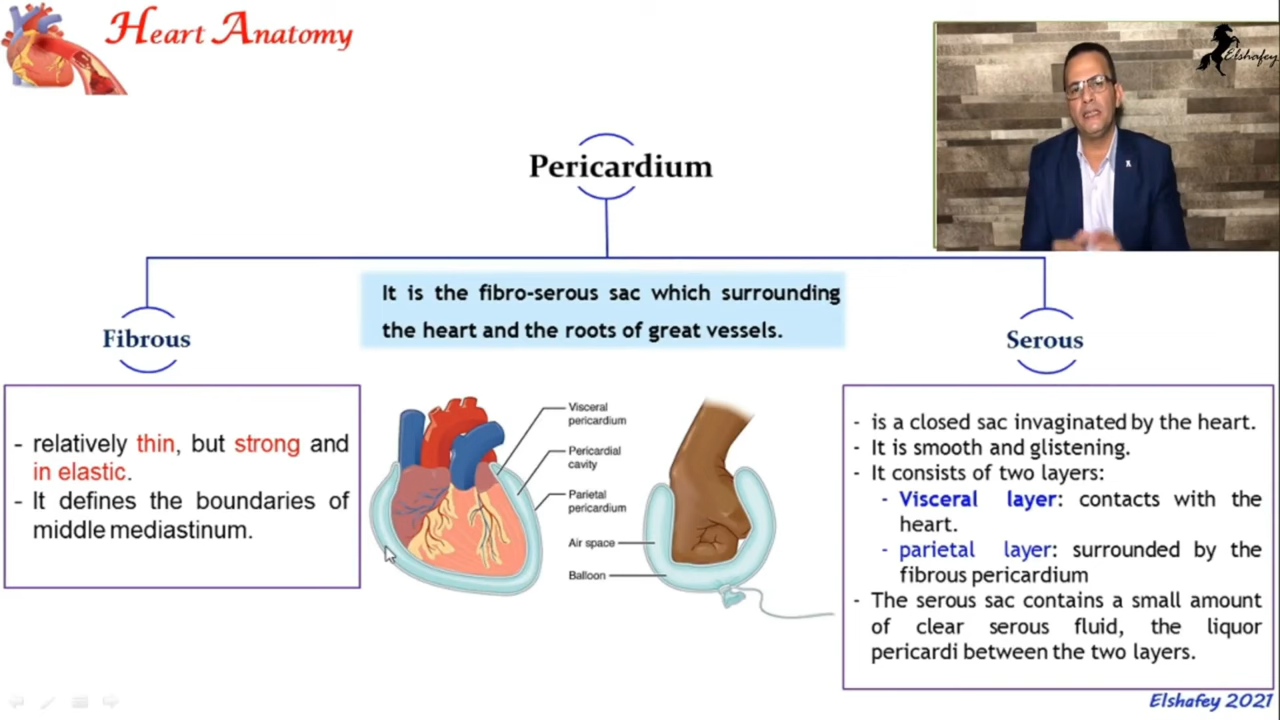 Heart Anatomy
Elshafey
Pericardium
It is the fibro-serous sac which surrounding
the heart and the roots of great vessels.
Fibrous
- relatively thin, but strong and
in elastic.
- It defines the boundaries of
middle mediastinum.
Visceral
pericardium
Pericardial
cavity
Parietal
pericardium
Air space
Balloon
Serous
- is a closed sac invaginated by the heart.
- It is smooth and glistening.
- It consists of two layers:
- Visceral layer: contacts with the
heart.
- parietal layer: surrounded by the
fibrous pericardium
- The serous sac contains a small amount
of clear serous fluid, the liquor
pericardi between the two layers.
Elshafey 2021